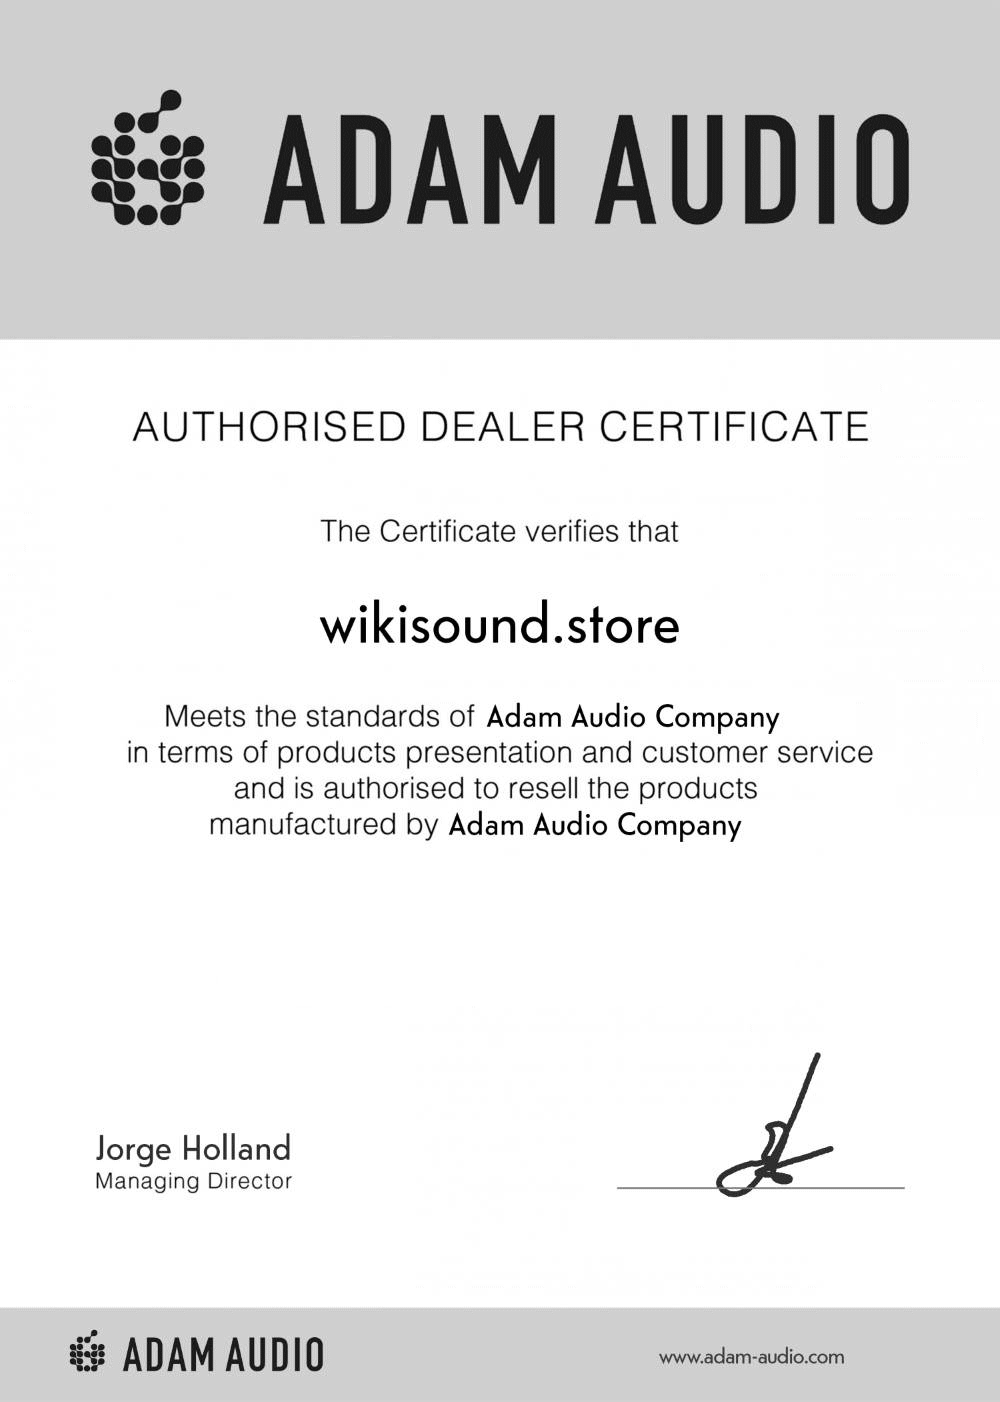 ADAM AUDIO
AUTHORISED DEALER CERTIFICATE
The Certificate verifies that
wikisound.store
Meets the standards of Adam Audio Company
in terms of products presentation and customer service
and is authorised to resell the products
manufactured by Adam Audio Company
Jorge Holland
Managing Director
ADAM AUDIO
www.adam-audio.com